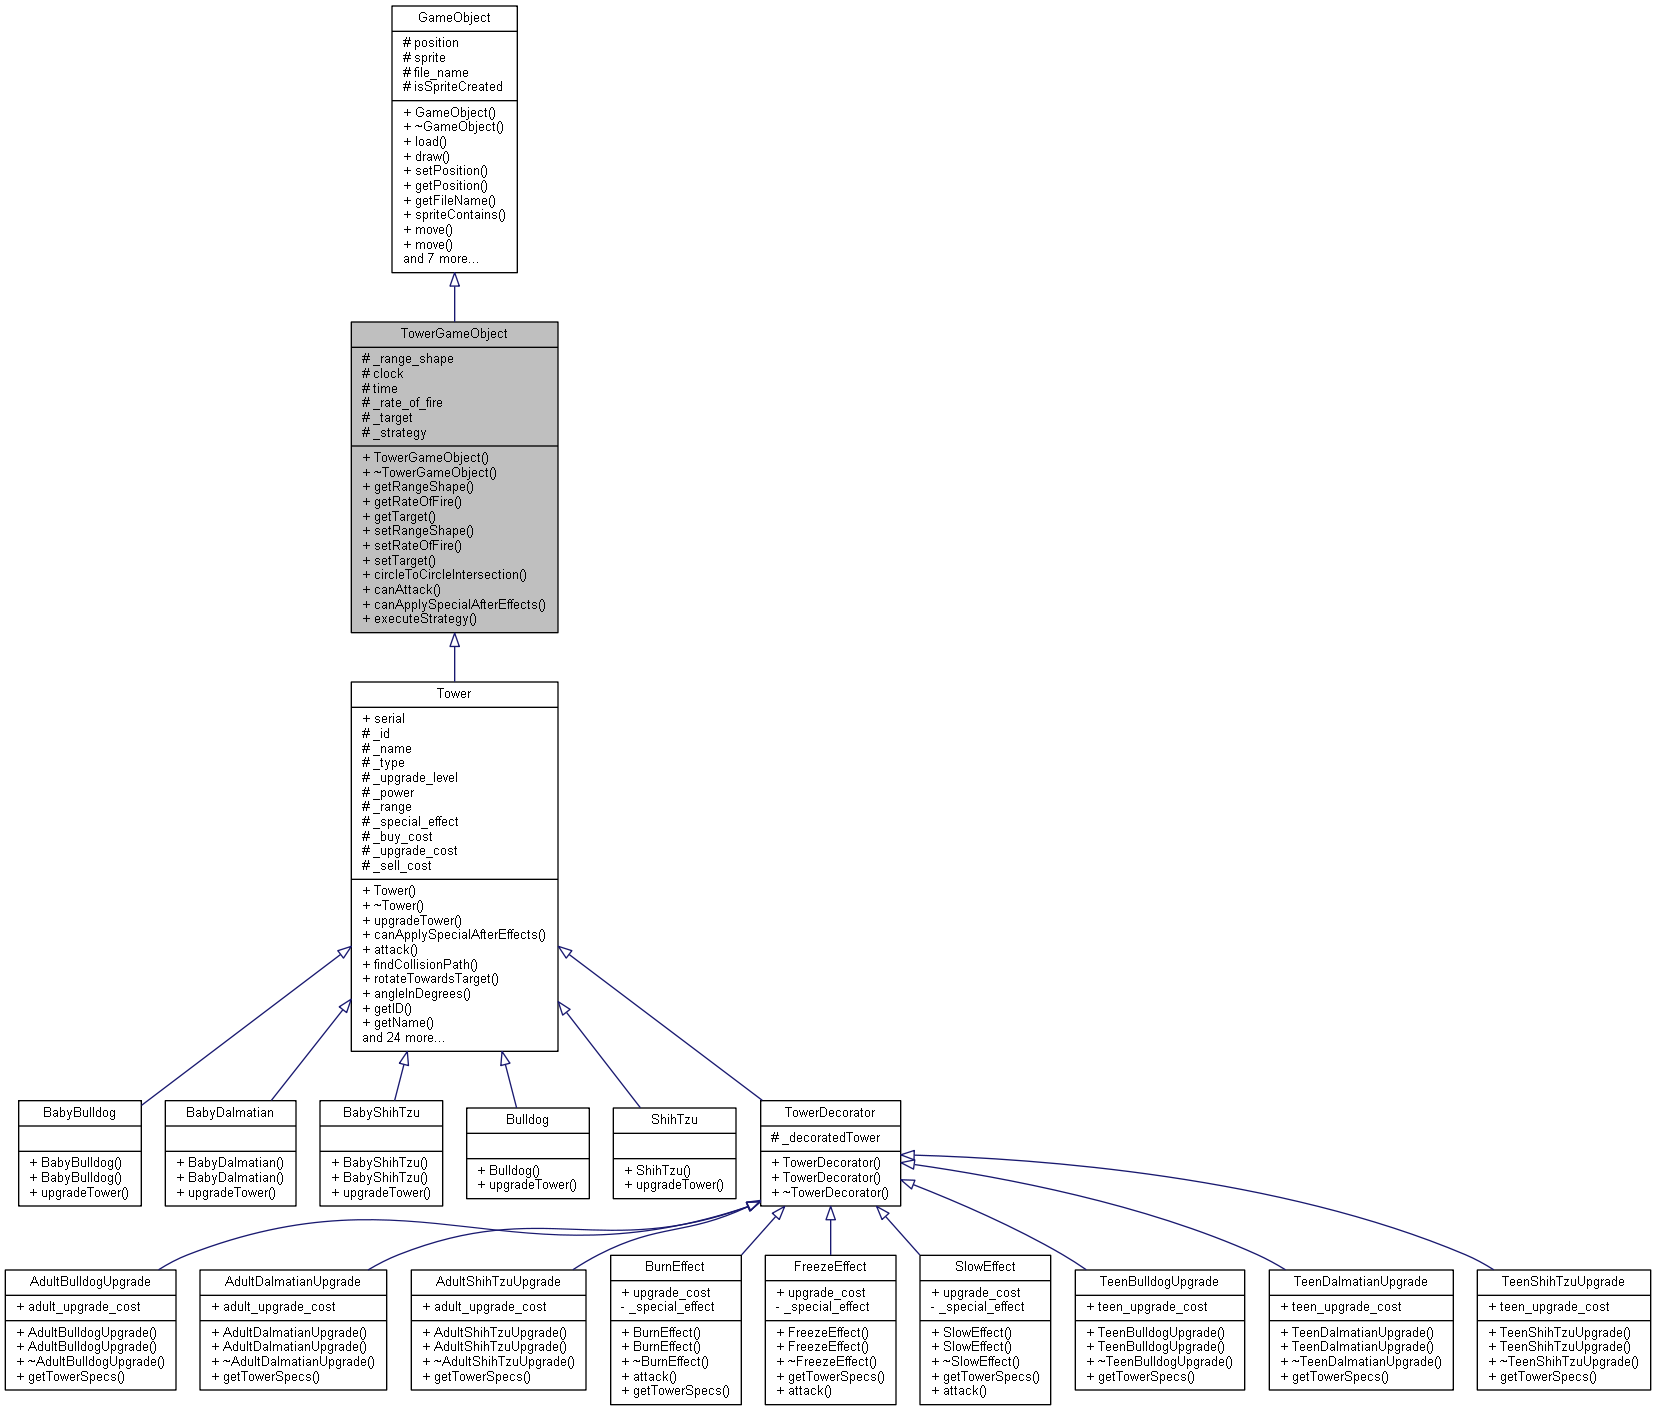 GameObject
# position
# sprite
# file_name
# isSpriteCreated
+ GameObject()
+ ~GameObject()
+ load()
+ draw()
+ setPosition()
+ getPosition()
+ getFileName()
+ spriteContains()
+ move()
+ move()
and 7 more...
TowerGameObject
# _range_shape
# clock
# time
# _rate_of_fire
# _target
# _strategy
+ TowerGameObject()
+ ~TowerGameObject()
+ getRangeShape()
+ getRateOfFire()
+ getTarget()
+ setRangeShape()
+ setRateOfFire()
+ setTarget()
+ circleToCircleIntersection()
+ canAttack()
+ canApplySpecialAfterEffects()
+ executeStrategy()
Tower
+ serial
# _id
# _name
# _type
# _upgrade_level
# _power
# _range
# _special_effect
# _buy_cost
# _upgrade_cost
# _sell_cost
+ Tower()
+ ~Tower()
+ upgradeTower()
+ canApplySpecialAfterEffects()
+ attack()
+ findCollisionPath()
+ rotateTowardsTarget()
+ angleInDegrees()
+ getID()
+ getName()
and 24 more...
BabyBulldog
+ BabyBulldog()
+ BabyBulldog()
+ upgradeTower()
BabyDalmatian
+ BabyDalmatian()
+ BabyDalmatian()
+ upgradeTower()
BabyShihTzu
+ BabyShihTzu()
+ BabyShihTzu()
+ upgradeTower()
Bulldog
+ Bulldog()
+ upgradeTower()
ShihTzu
+ ShihTzu()
+ upgradeTower()
TowerDecorator
# _decoratedTower
+ TowerDecorator()
+ TowerDecorator()
+ ~TowerDecorator()
AdultBulldogUpgrade
+ adult_upgrade_cost
+ AdultBulldogUpgrade()
+ AdultBulldogUpgrade()
+ ~AdultBulldogUpgrade()
+ getTowerSpecs()
AdultDalmatianUpgrade
+ adult_upgrade_cost
+ AdultDalmatianUpgrade()
+ AdultDalmatianUpgrade()
+ ~AdultDalmatianUpgrade()
+ getTowerSpecs()
AdultShihTzuUpgrade
+ adult_upgrade_cost
+ AdultShihTzuUpgrade()
+ AdultShihTzuUpgrade()
+ ~AdultShihTzuUpgrade()
+ getTowerSpecs()
BurnEffect
+ upgrade_cost
- _special_effect
+ BurnEffect()
+ BurnEffect()
+ ~BurnEffect()
+ attack()
+ getTowerSpecs()
FreezeEffect
+ upgrade_cost
- _special_effect
+ FreezeEffect()
+ FreezeEffect()
+ ~FreezeEffect()
+ getTowerSpecs()
+ attack()
SlowEffect
+ upgrade_cost
- _special_effect
+ SlowEffect()
+ SlowEffect()
+ ~SlowEffect()
+ getTowerSpecs()
+ attack()
TeenBulldogUpgrade
+ teen_upgrade_cost
+ TeenBulldogUpgrade()
+ TeenBulldogUpgrade()
+ ~TeenBulldogUpgrade()
+ getTowerSpecs()
TeenDalmatianUpgrade
+ teen_upgrade_cost
+ TeenDalmatianUpgrade()
+ TeenDalmatianUpgrade()
+ ~TeenDalmatianUpgrade()
+ getTowerSpecs()
TeenShihTzuUpgrade
+ teen_upgrade_cost
+ TeenShihTzuUpgrade()
+ TeenShihTzuUpgrade()
+ ~TeenShihTzuUpgrade()
+ getTowerSpecs()